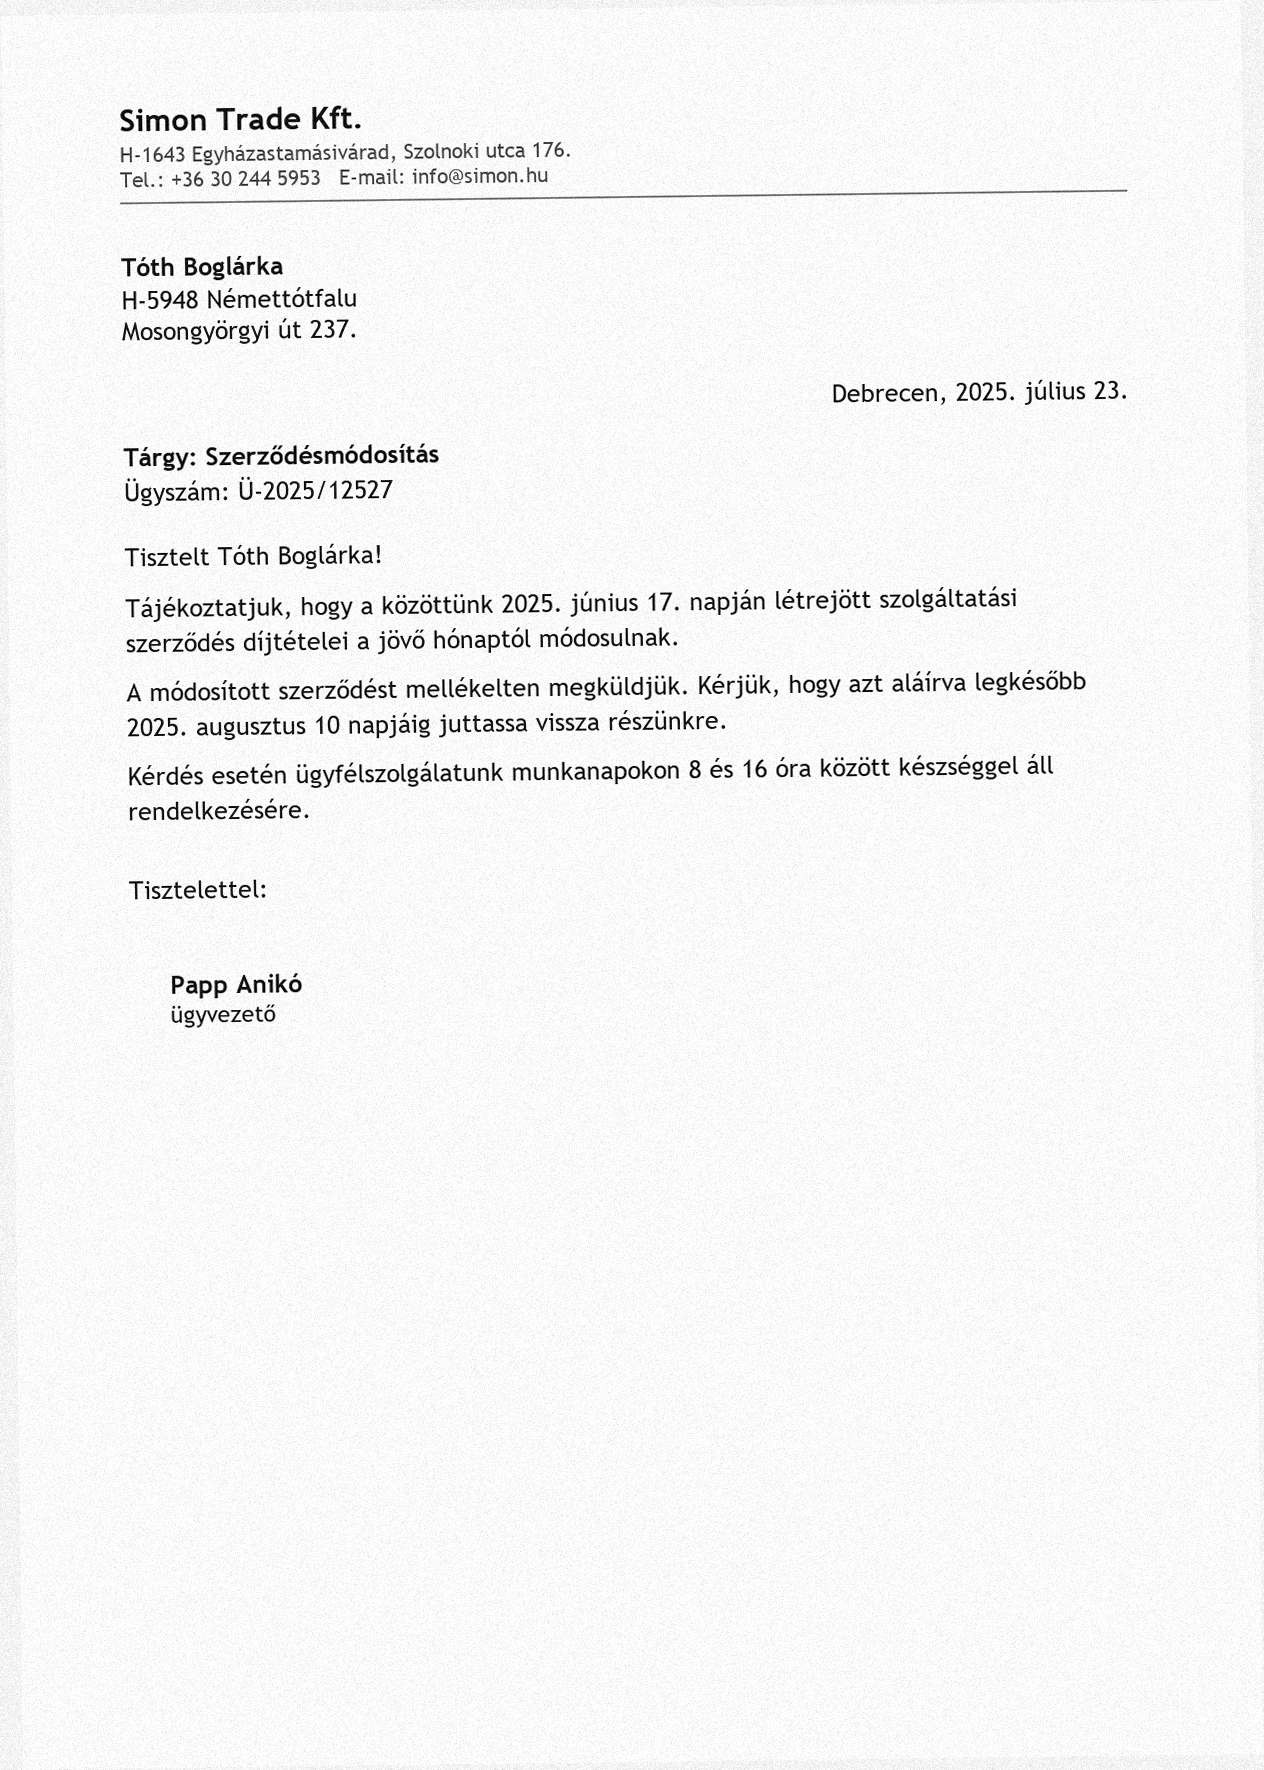 Simon Trade Kft.
H-1643 Egyházastamásivárad, Szolnoki utca 176.
Tel.: +36 30 244 5953 E-mail: info@simon.hu
Tóth Boglárka
H-5948 Némettótfalu
Mosongyörgyi út 237.
Debrecen, 2025. július 23.
Tárgy: Szerződésmódosítás
Ügyszám: Ü-2025/12527
Tisztelt Tóth Boglárka!
Tájékoztatjuk, hogy a közöttünk 2025. június 17. napján létrejött szolgáltatási
szerződés díjtételei a jövő hónaptól módosulnak.
A módosított szerződést mellékelten megküldjük. Kérjük, hogy azt aláírva legkésőbb
2025. augusztus 10 napjáig juttassa vissza részünkre.
Kérdés esetén ügyfélszolgálatunk munkanapokon 8 és 16 óra között készséggel áll
rendelkezésére.
Tisztelettel:
Papp Anikó
ügyvezető